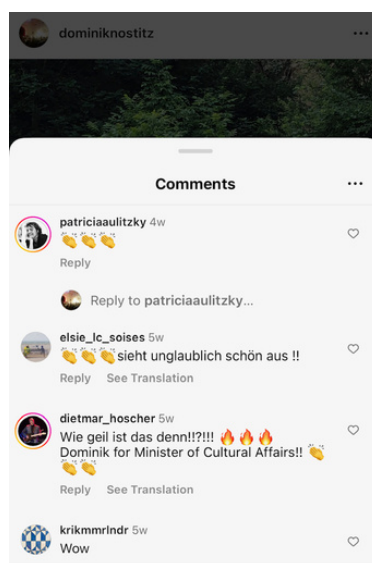 dominiknostitz
Comments
patriciaaulitzky 4w
👏👏👏
Reply
Reply to patriciaaulitzky...
elsie_lc_soises 5w
👏👏👏sieht unglaublich schön aus !!
Reply See Translation
dietmar_hoscher 5w
Wie geil ist das denn!!?!!! 🔥🔥🔥
Dominik for Minister of Cultural Affairs!! 👏
👏👏
Reply See Translation
krikmmrlndr 5w
Wow